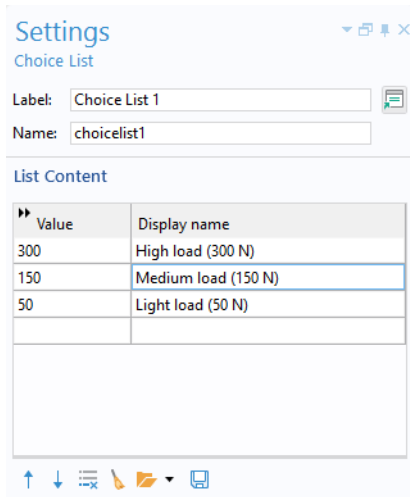 Settings
Choice List
Label: Choice List 1
Name: choicelist1
List Content
Value Display name
300 High load (300 N)
150 Medium load (150 N)
50 Light load (50 N)